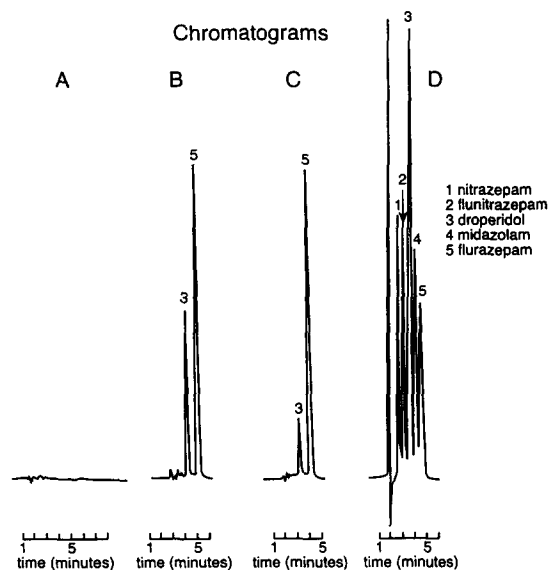 Chromatograms
A
B
C
D
5
3
5
3
3
2
1
4
5
1 nitrazepam
2 flunitrazepam
3 droperidol
4 midazolam
5 flurazepam
1 5
time (minutes)
1 5
time (minutes)
1 5
time (minutes)
1 5
time (minutes)